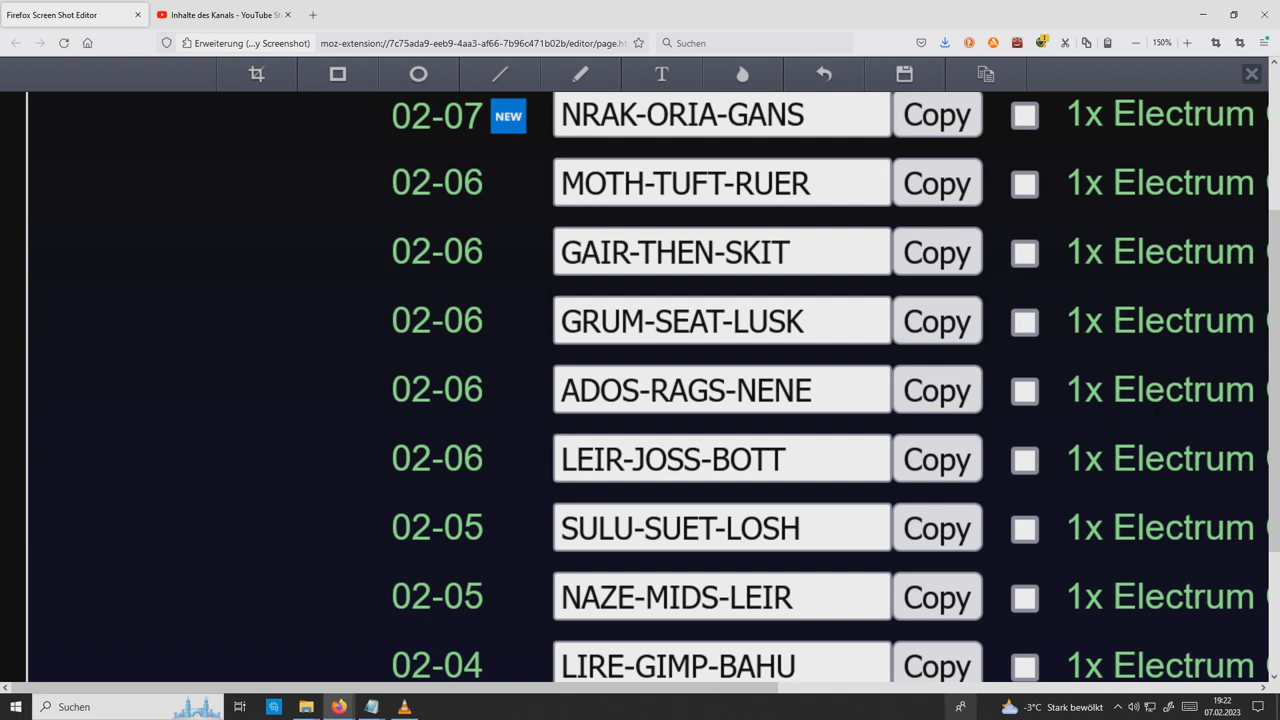 Firefox Screen Shot Editor
Inhalte des Kanals - YouTube St
Erweiterung (...y Screenshot)
moz-extension://7c75ada9-eeb9-4aa3-af66-7b96c471b02b/editor/page.ht
Suchen
150%
T
02-07 NEW NRAK-ORIA-GANS Copy 1x Electrum
02-06 MOTH-TUFT-RUER Copy 1x Electrum
02-06 GAIR-THEN-SKIT Copy 1x Electrum
02-06 GRUM-SEAT-LUSK Copy 1x Electrum
02-06 ADOS-RAGS-NENE Copy 1x Electrum
02-06 LEIR-JOSS-BOTT Copy 1x Electrum
02-05 SULU-SUET-LOSH Copy 1x Electrum
02-05 NAZE-MIDS-LEIR Copy 1x Electrum
02-04 LIRE-GIMP-BAHU Copy 1x Electrum
Suchen
-3°C Stark bewölkt
19:22
07.02.2023